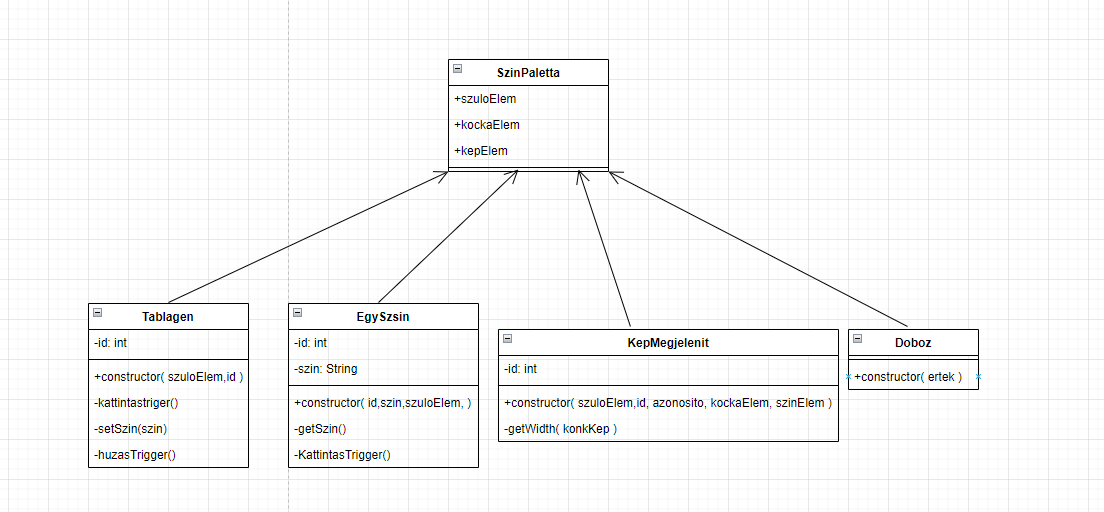 SzinPaletta
+szuloElem
+kockaElem
+kepElem
Tablagen
-id: int
+constructor( szuloElem,id )
-kattintastriger()
-setSzin(szin)
-huzasTrigger()
EgySzsin
-id: int
-szin: String
+constructor( id,szin,szuloElem, )
-getSzin()
-KattintasTrigger()
KepMegjelenit
-id: int
+constructor( szuloElem,id, azonosito, kockaElem, szinElem )
-getWidth( konkKep )
Doboz
+constructor( ertek )